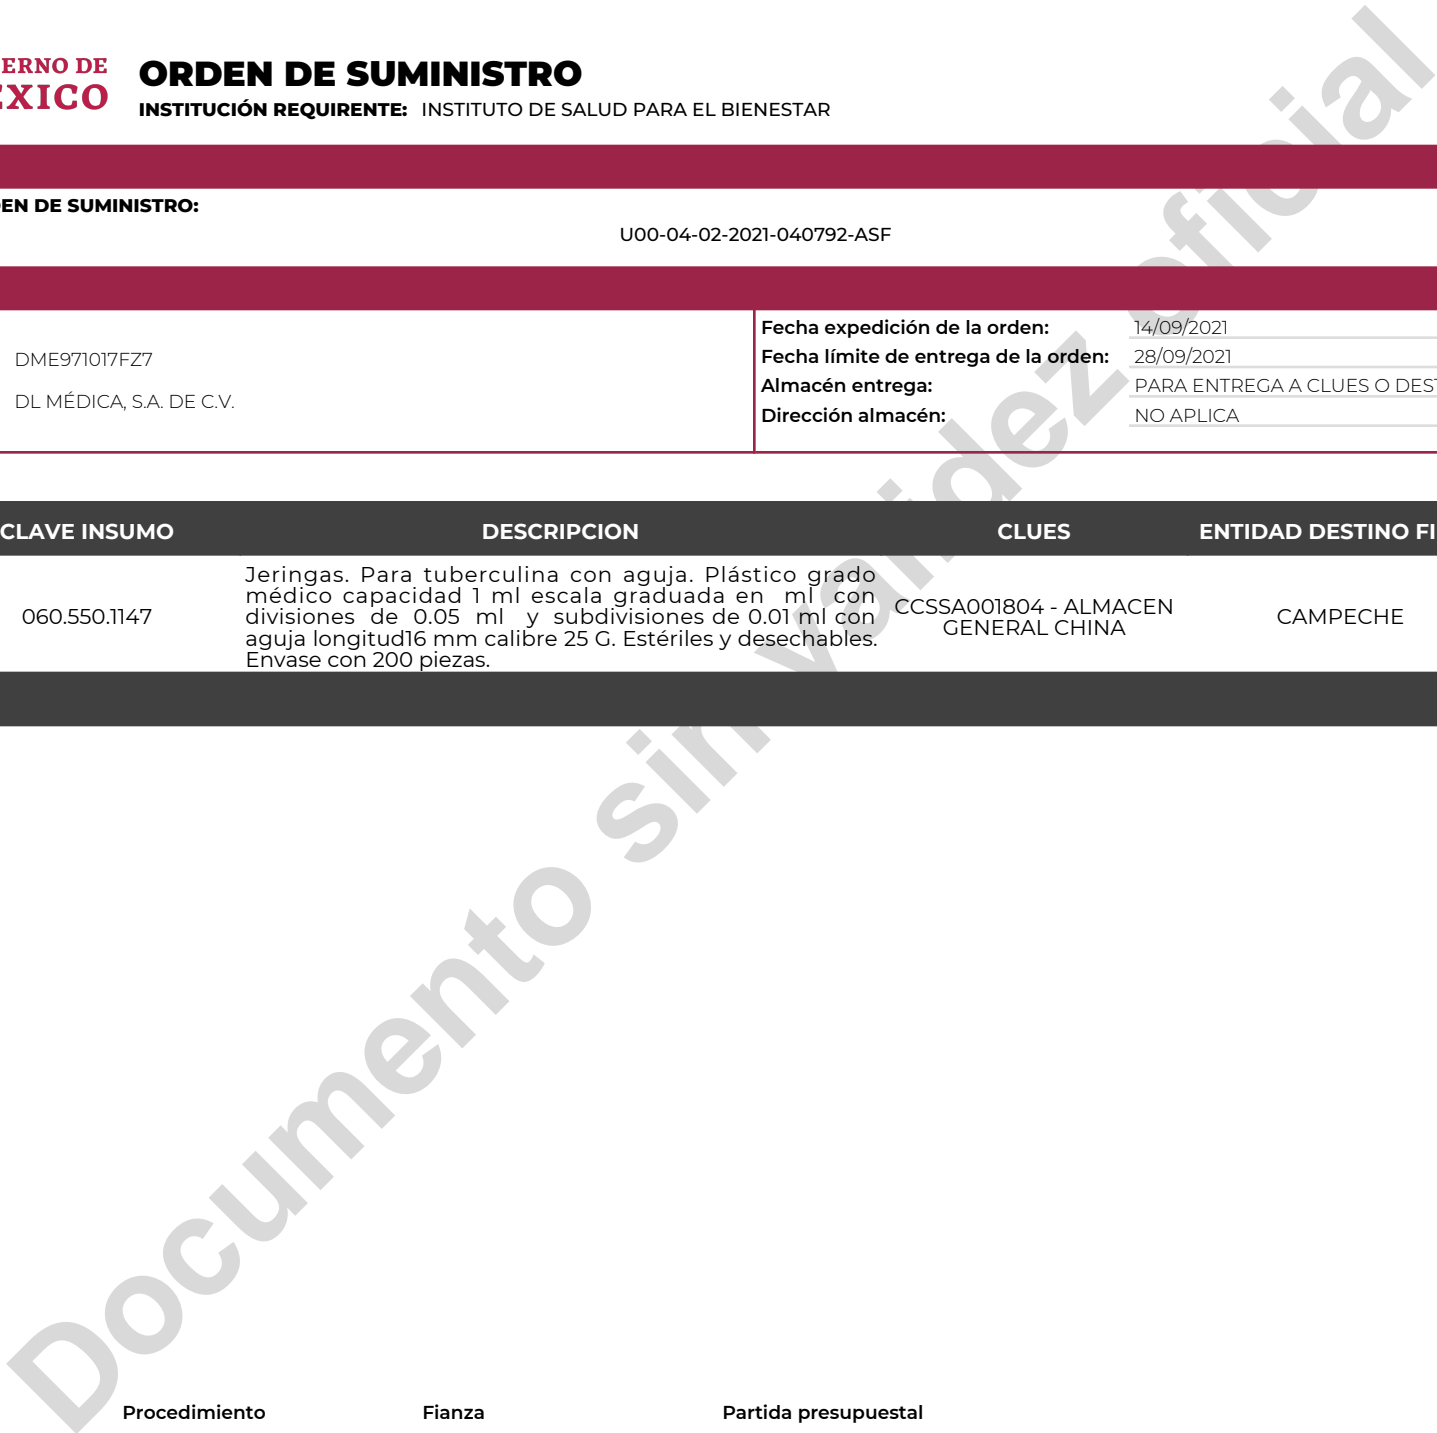 ERNO DE
EXICO
ORDEN DE SUMINISTRO
INSTITUCIÓN REQUIRENTE: INSTITUTO DE SALUD PARA EL BIENESTAR
EN DE SUMINISTRO:
U00-04-02-2021-040792-ASF
DME971017FZ7
DL MÉDICA, S.A. DE C.V.
Fecha expedición de la orden: 14/09/2021
Fecha límite de entrega de la orden: 28/09/2021
Almacén entrega: PARA ENTREGA A CLUES O DEST
Dirección almacén: NO APLICA
CLAVE INSUMO DESCRIPCION CLUES ENTIDAD DESTINO FI
060.550.1147
Jeringas. Para tuberculina con aguja. Plástico grado
médico capacidad 1 ml escala graduada en ml con
divisiones de 0.05 ml y subdivisiones de 0.01 ml con
aguja longitud16 mm calibre 25 G. Estériles y desechables.
Envase con 200 piezas.
CCSSA001804 - ALMACEN
GENERAL CHINA
CAMPECHE
Documento sin validez oficial
Procedimiento Fianza Partida presupuestal